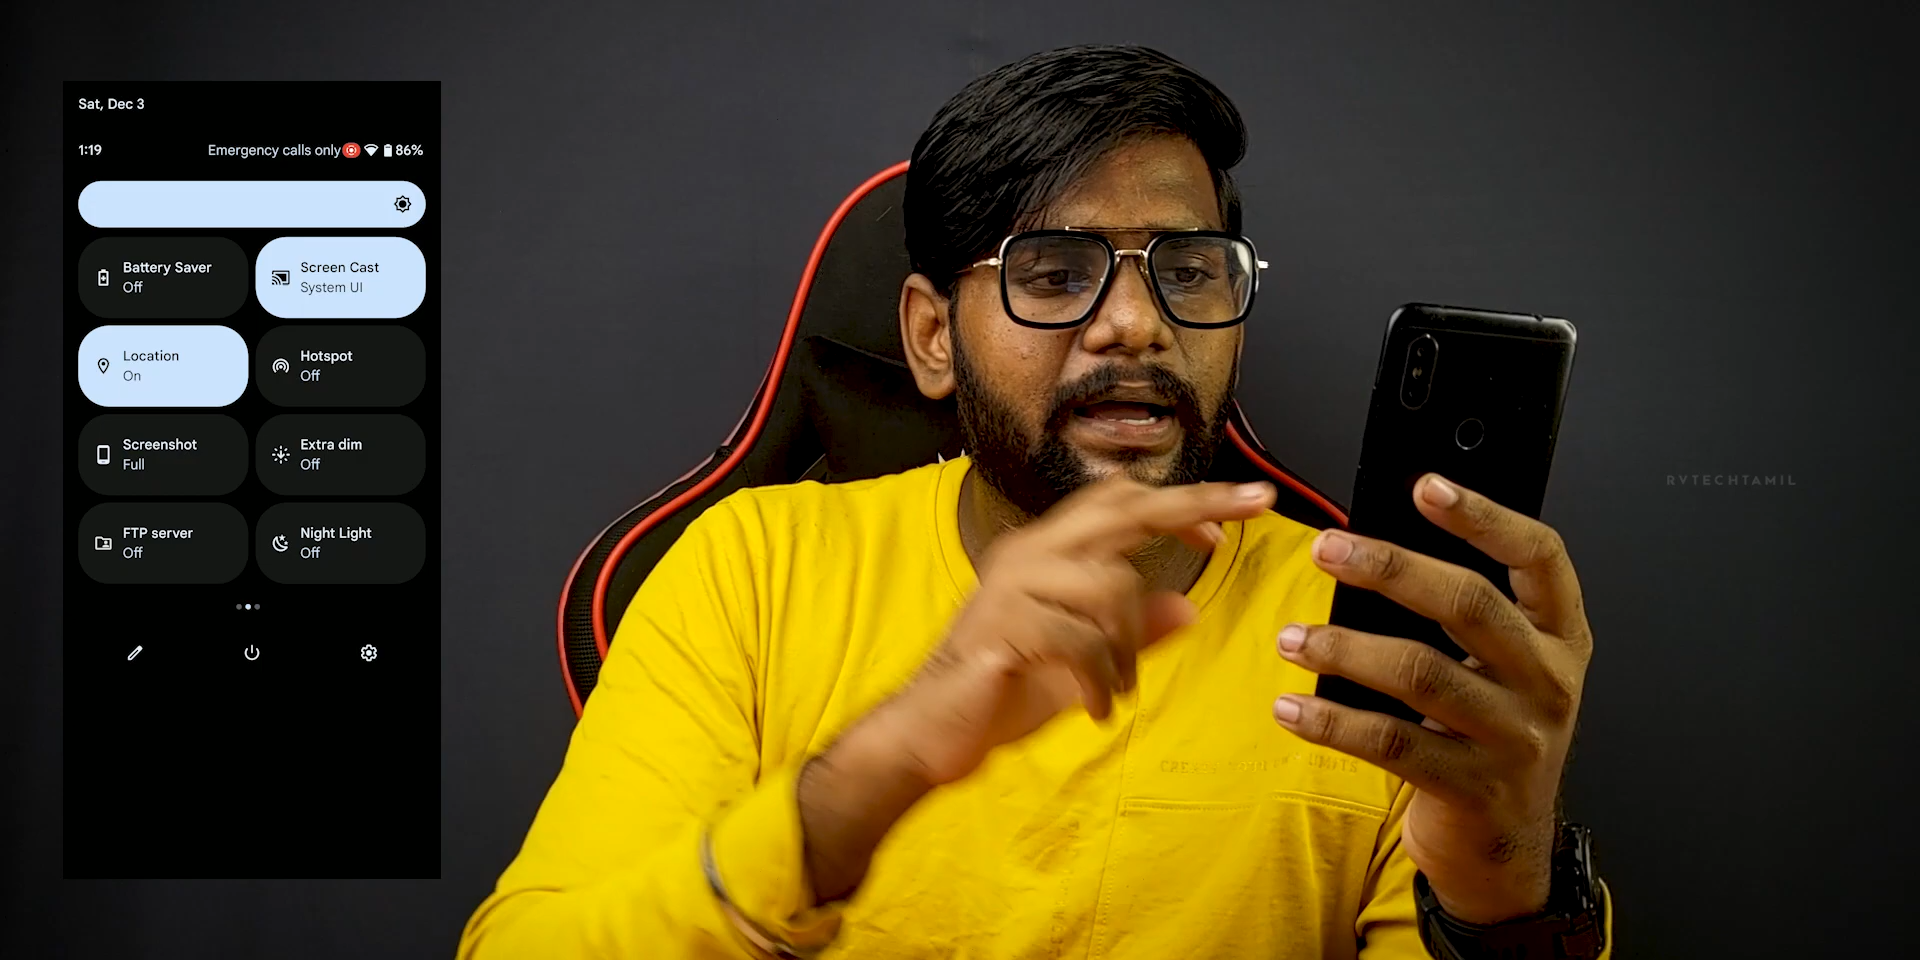 Sat, Dec 3
1:19
Emergency calls only 86%
Battery Saver
Off
Screen Cast
System UI
Location
On
Hotspot
Off
Screenshot
Full
Extra dim
Off
FTP server
Off
Night Light
Off
RVTECHTAMIL